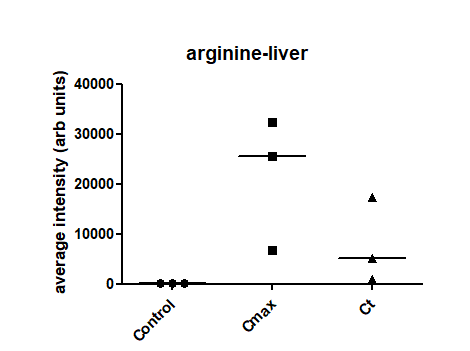 arginine-liver
average intensity (arb units)
40000
30000
20000
10000
0
Control
Cmax
Ct